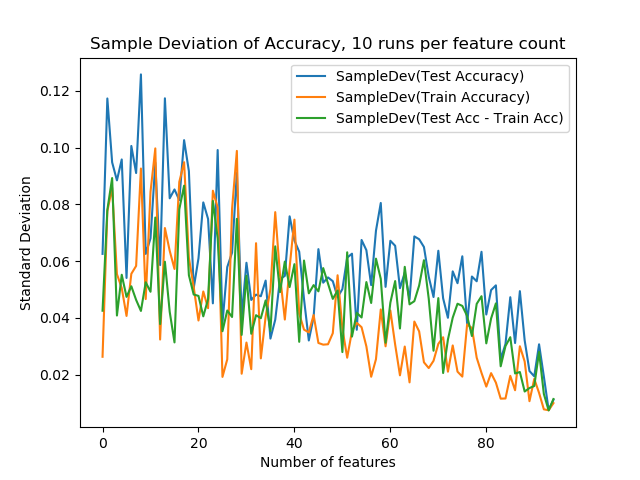 Sample Deviation of Accuracy, 10 runs per feature count
SampleDev(Test Accuracy)
SampleDev(Train Accuracy)
SampleDev(Test Acc - Train Acc)
Standard Deviation
0.12
0.10
0.08
0.06
0.04
0.02
0 20 40 60 80
Number of features